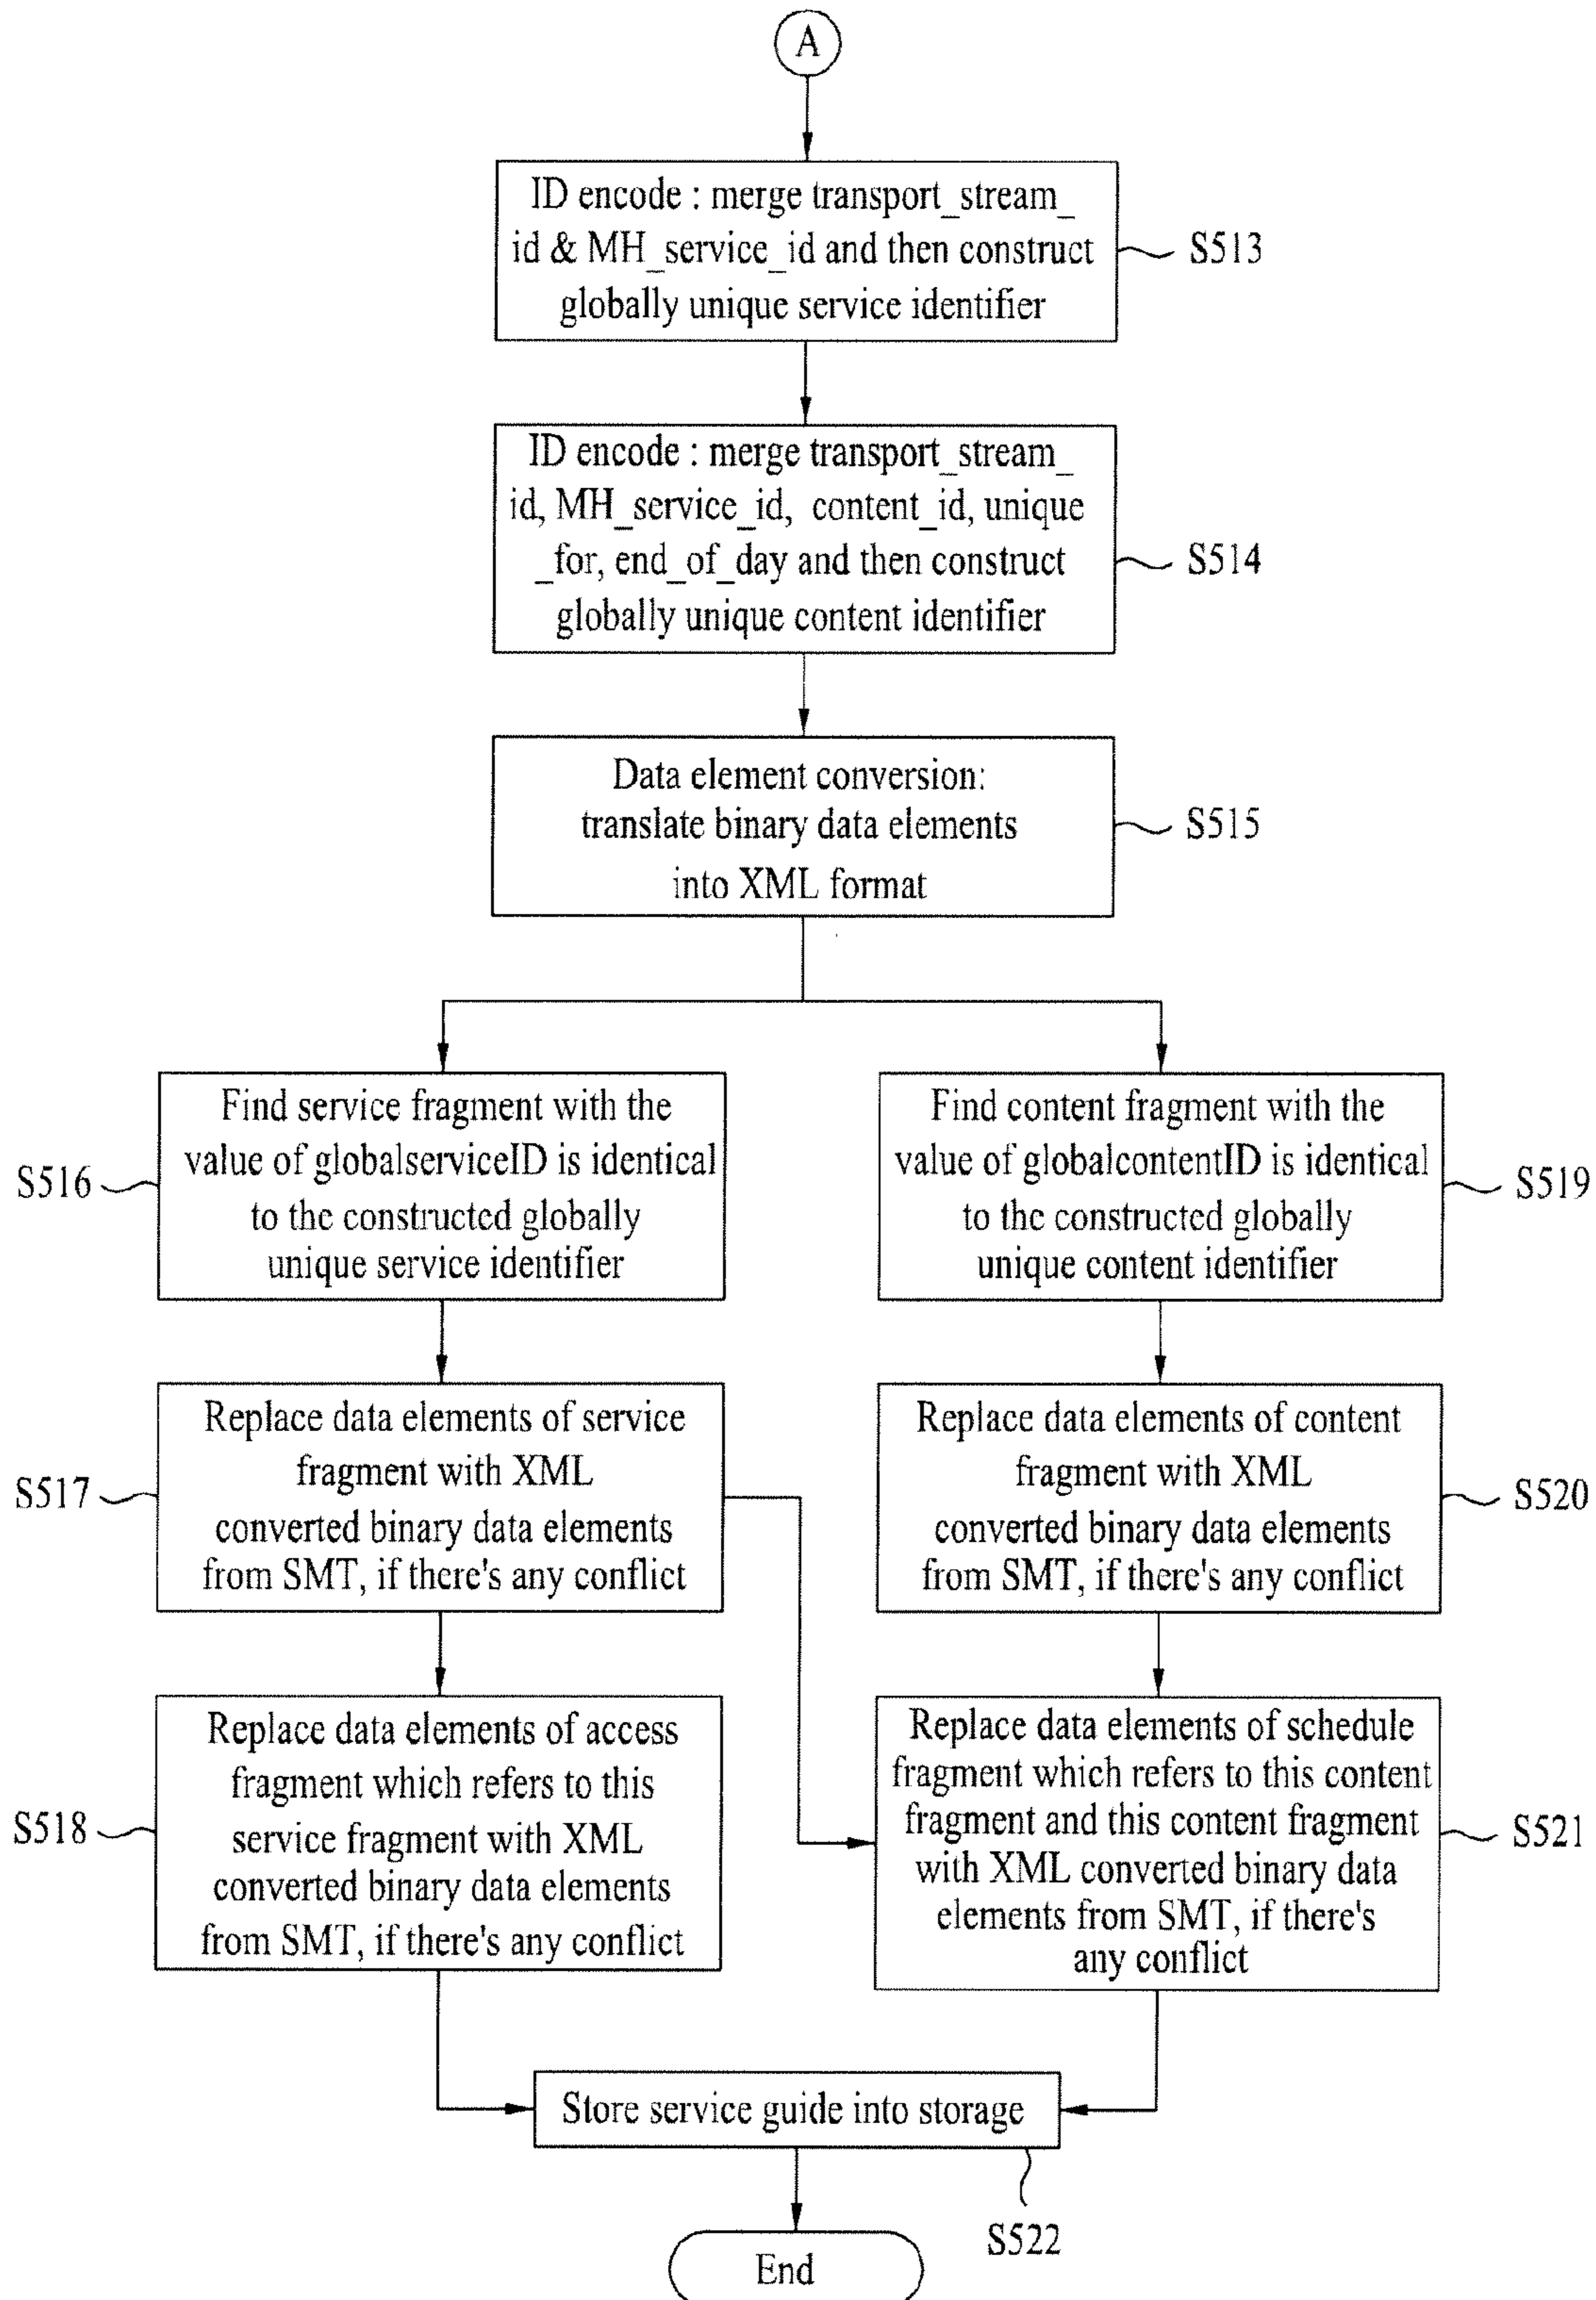 A
ID encode : merge transport_stream_
id & MH_service_id and then construct
globally unique service identifier
S513
ID encode : merge transport_stream_
id, MH_service_id, content_id, unique
_for, end_of_day and then construct
globally unique content identifier
S514
Data element conversion:
translate binary data elements
into XML format
S515
Find service fragment with the
value of globalserviceID is identical
to the constructed globally
unique service identifier
S516
Find content fragment with the
value of globalcontentID is identical
to the constructed globally
unique content identifier
S519
Replace data elements of service
fragment with XML
converted binary data elements
from SMT, if there's any conflict
S517
Replace data elements of content
fragment with XML
converted binary data elements
from SMT, if there's any conflict
S520
Replace data elements of access
fragment which refers to this
service fragment with XML
converted binary data elements
from SMT, if there's any conflict
S518
Replace data elements of schedule
fragment which refers to this content
fragment and this content fragment
with XML converted binary data
elements from SMT, if there's
any conflict
S521
Store service guide into storage
S522
End